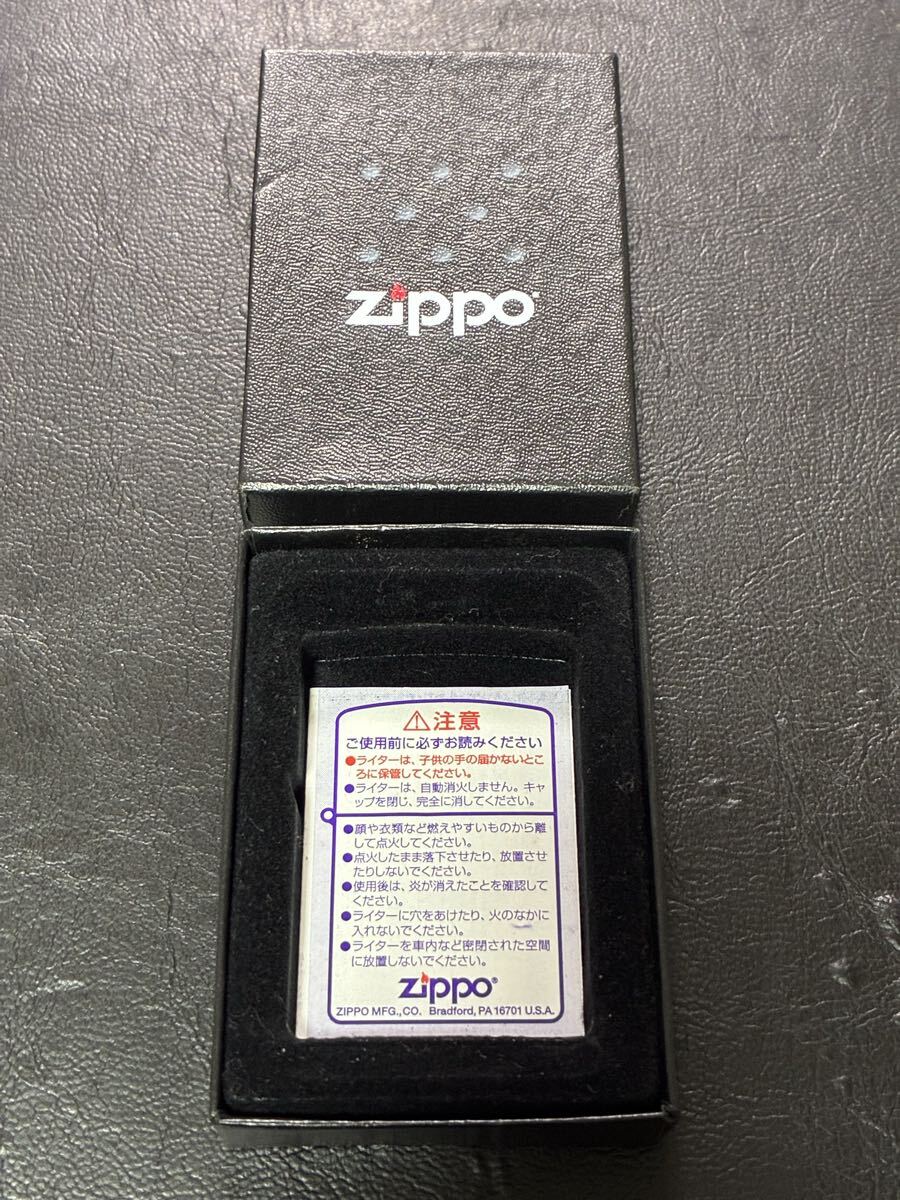 zippo
⚠注意
ご使用前に必ずお読みください
●ライターは、子供の手の届かないとこ
ろに保管してください。
●ライターは、自動消火しません。キャ
ップを閉じ、完全に消してください。
●顔や衣類など燃えやすいものから離
して点火してください。
●点火したまま落下させたり、放置させ
たりしないでください。
●使用後は、炎が消えたことを確認して
ください。
●ライターに穴をあけたり、火のなかに
入れないでください。
●ライターを車内など密閉された空間
に放置しないでください。
zippo®
ZIPPO MFG., CO. Bradford, PA 16701 U.S.A.